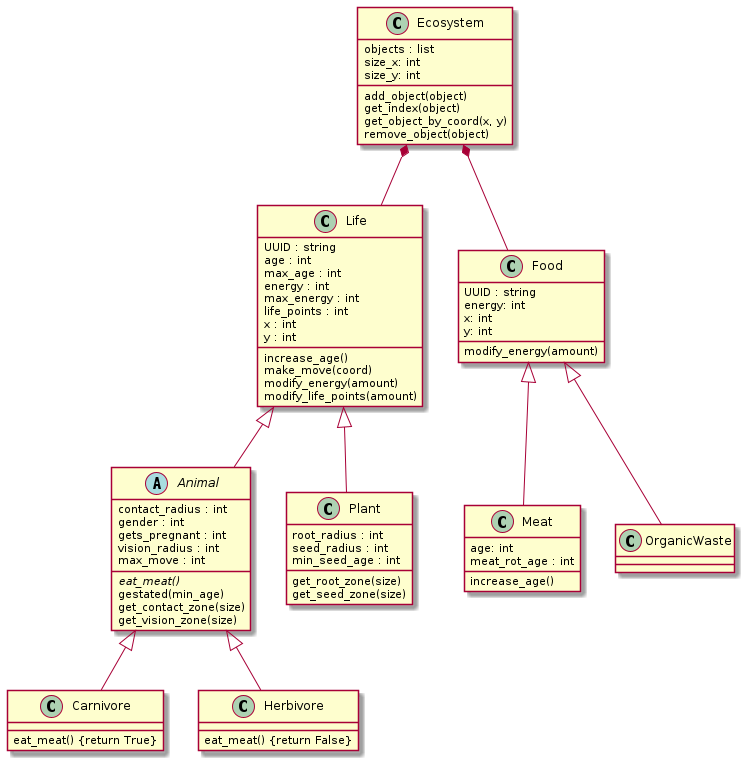 C Ecosystem
objects : list
size_x: int
size_y: int
add_object(object)
get_index(object)
get_object_by_coord(x, y)
remove_object(object)
C Life
UUID : string
age : int
max_age : int
energy : int
max_energy : int
life_points : int
x : int
y : int
increase_age()
make_move(coord)
modify_energy(amount)
modify_life_points(amount)
C Food
UUID : string
energy: int
x: int
y: int
modify_energy(amount)
A Animal
contact_radius : int
gender : int
gets_pregnant : int
vision_radius : int
max_move : int
eat_meat()
gestated(min_age)
get_contact_zone(size)
get_vision_zone(size)
C Plant
root_radius : int
seed_radius : int
min_seed_age : int
get_root_zone(size)
get_seed_zone(size)
C Meat
age: int
meat_rot_age : int
increase_age()
C OrganicWaste
C Carnivore
eat_meat() {return True}
C Herbivore
eat_meat() {return False}